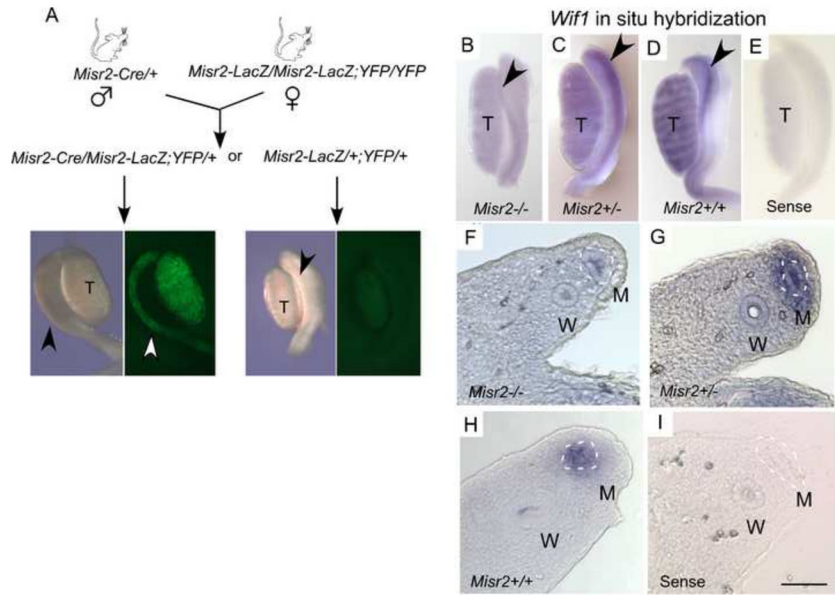 A
Misr2-Cre/+
♂
Misr2-LacZ/Misr2-LacZ;YFP/YFP
♀
Misr2-Cre/Misr2-LacZ;YFP/+ or Misr2-LacZ/+;YFP/+
T
T
Wif1 in situ hybridization
B
C
D
E
T
T
T
T
Misr2-/-
Misr2+/-
Misr2+/+
Sense
F
G
M
W
Misr2-/-
M
W
Misr2+/-
H
I
M
W
Misr2+/+
M
W
Sense